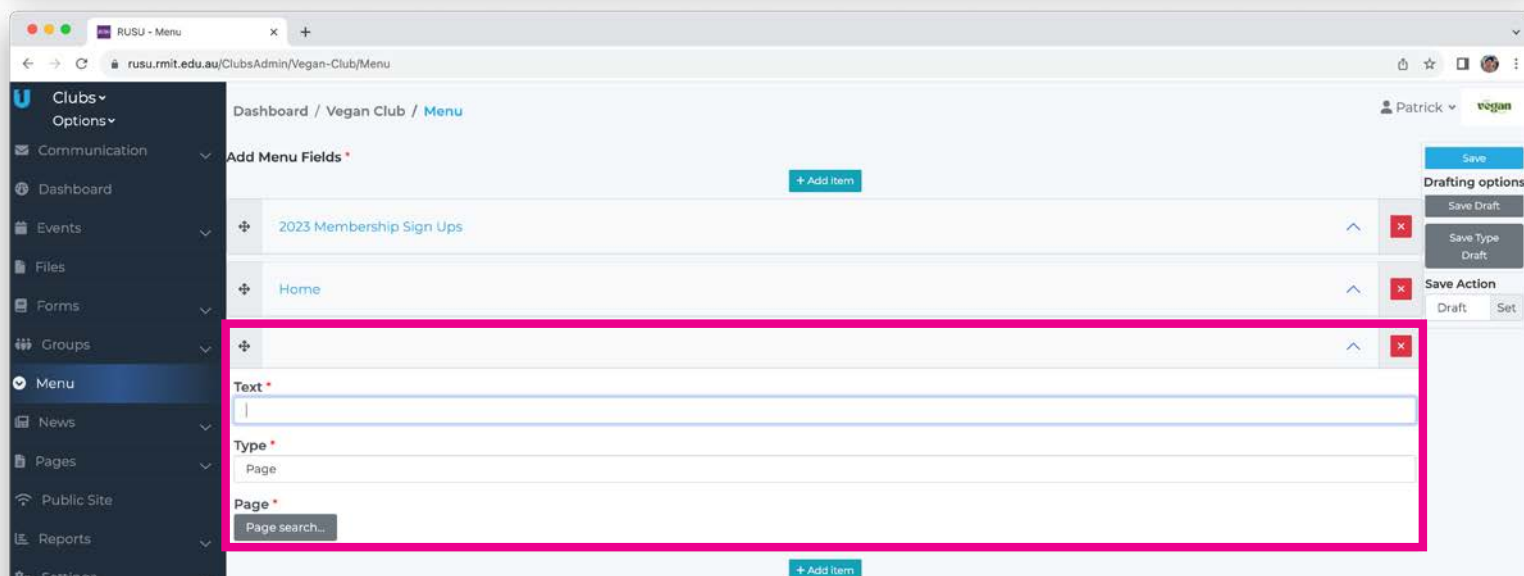 RUSU - Menu
rusu.rmit.edu.au/ClubsAdmin/Vegan-Club/Menu
Clubs
Options
Dashboard / Vegan Club / Menu
Patrick
vegan
Communication
Dashboard
Events
Files
Forms
Groups
Menu
News
Pages
Public Site
Reports
Settings
Add Menu Fields *
+ Add item
2023 Membership Sign Ups
Home
Text *
Type *
Page
Page *
Page search...
+ Add item
Save
Drafting options
Save Draft
Save Type
Draft
Save Action
Draft Set